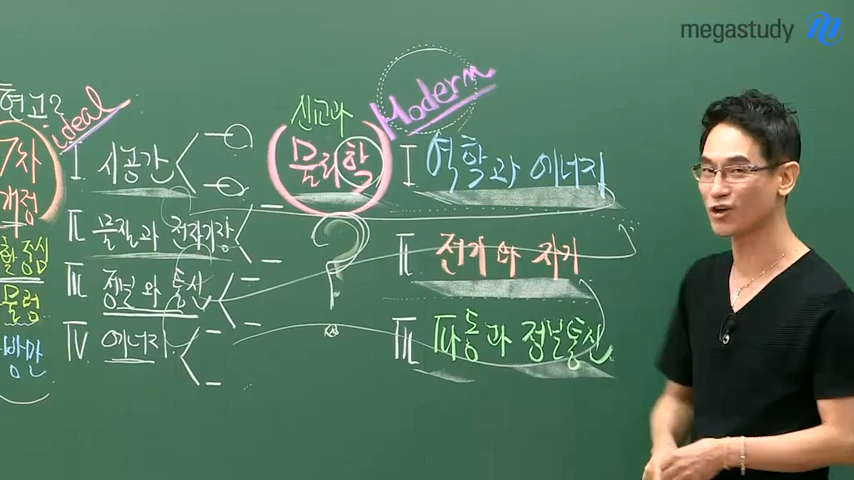 megastudy
현고2
ideal
7차
개정
물렁
방만
I 시공간
II 물질과 전자기장
III 정보와 통신
IV 에너지
신교과
물리학
Modern
I 역학과 에너지
II 전기와 자기
III 파동과 정보통신
?